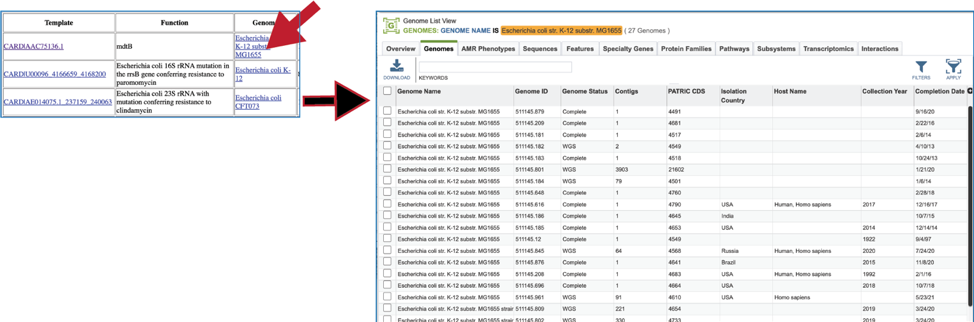 Template Function Genom
CARD|AAC75136.1 mdtB Escherichia
K-12 subst
MG1655
CARD|U00096_4166659_4168200 Escherichia coli 16S rRNA mutation in
the rrsB gene conferring resistance to
paromomycin Escherichia coli K-
12
CARD|AE014075.1_237159_240063 Escherichia coli 23S rRNA with
mutation conferring resistance to
clindamycin Escherichia coli
CFT073
Genome List View
GENOMES: GENOME NAME IS Escherichia coli str. K-12 substr. MG1655 ( 27 Genomes )
Overview Genomes AMR Phenotypes Sequences Features Specialty Genes Protein Families Pathways Subsystems Transcriptomics Interactions
DOWNLOAD KEYWORDS FILTERS APPLY
Genome Name Genome ID Genome Status Contigs PATRIC CDS Isolation Country Host Name Collection Year Completion Date
Escherichia coli str. K-12 substr. MG1655 511145.879 Complete 1 4491 9/16/20
Escherichia coli str. K-12 substr. MG1655 511145.209 Complete 1 4681 2/22/16
Escherichia coli str. K-12 substr. MG1655 511145.181 Complete 1 4517 2/6/14
Escherichia coli str. K-12 substr. MG1655 511145.182 WGS 2 4549 4/10/13
Escherichia coli str. K-12 substr. MG1655 511145.183 Complete 1 4518 10/24/13
Escherichia coli str. K-12 substr. MG1655 511145.801 WGS 3903 21602 1/21/20
Escherichia coli str. K-12 substr. MG1655 511145.184 WGS 79 4501 1/6/14
Escherichia coli str. K-12 substr. MG1655 511145.648 Complete 1 4760 2/28/18
Escherichia coli str. K-12 substr. MG1655 511145.616 Complete 1 4790 USA Human, Homo sapiens 2017 12/16/17
Escherichia coli str. K-12 substr. MG1655 511145.186 Complete 1 4645 India 10/7/15
Escherichia coli str. K-12 substr. MG1655 511145.185 Complete 1 4653 USA 2014 12/14/14
Escherichia coli str. K-12 substr. MG1655 511145.12 Complete 1 4549 1922 9/4/97
Escherichia coli str. K-12 substr. MG1655 511145.845 WGS 64 4568 Russia Human, Homo sapiens 2020 7/24/20
Escherichia coli str. K-12 substr. MG1655 511145.876 Complete 1 4641 Brazil 2015 11/8/20
Escherichia coli str. K-12 substr. MG1655 511145.208 Complete 1 4683 USA Human, Homo sapiens 1992 2/1/16
Escherichia coli str. K-12 substr. MG1655 511145.696 Complete 1 4664 USA 2018 10/7/18
Escherichia coli str. K-12 substr. MG1655 511145.961 WGS 91 4610 USA Homo sapiens 5/23/21
Escherichia coli str. K-12 substr. MG1655 strain 511145.809 WGS 221 4654 2019 3/24/20
Escherichia coli str. K-12 substr. MG1655 strain 511145.802 WGS 330 4733 2019 3/24/20